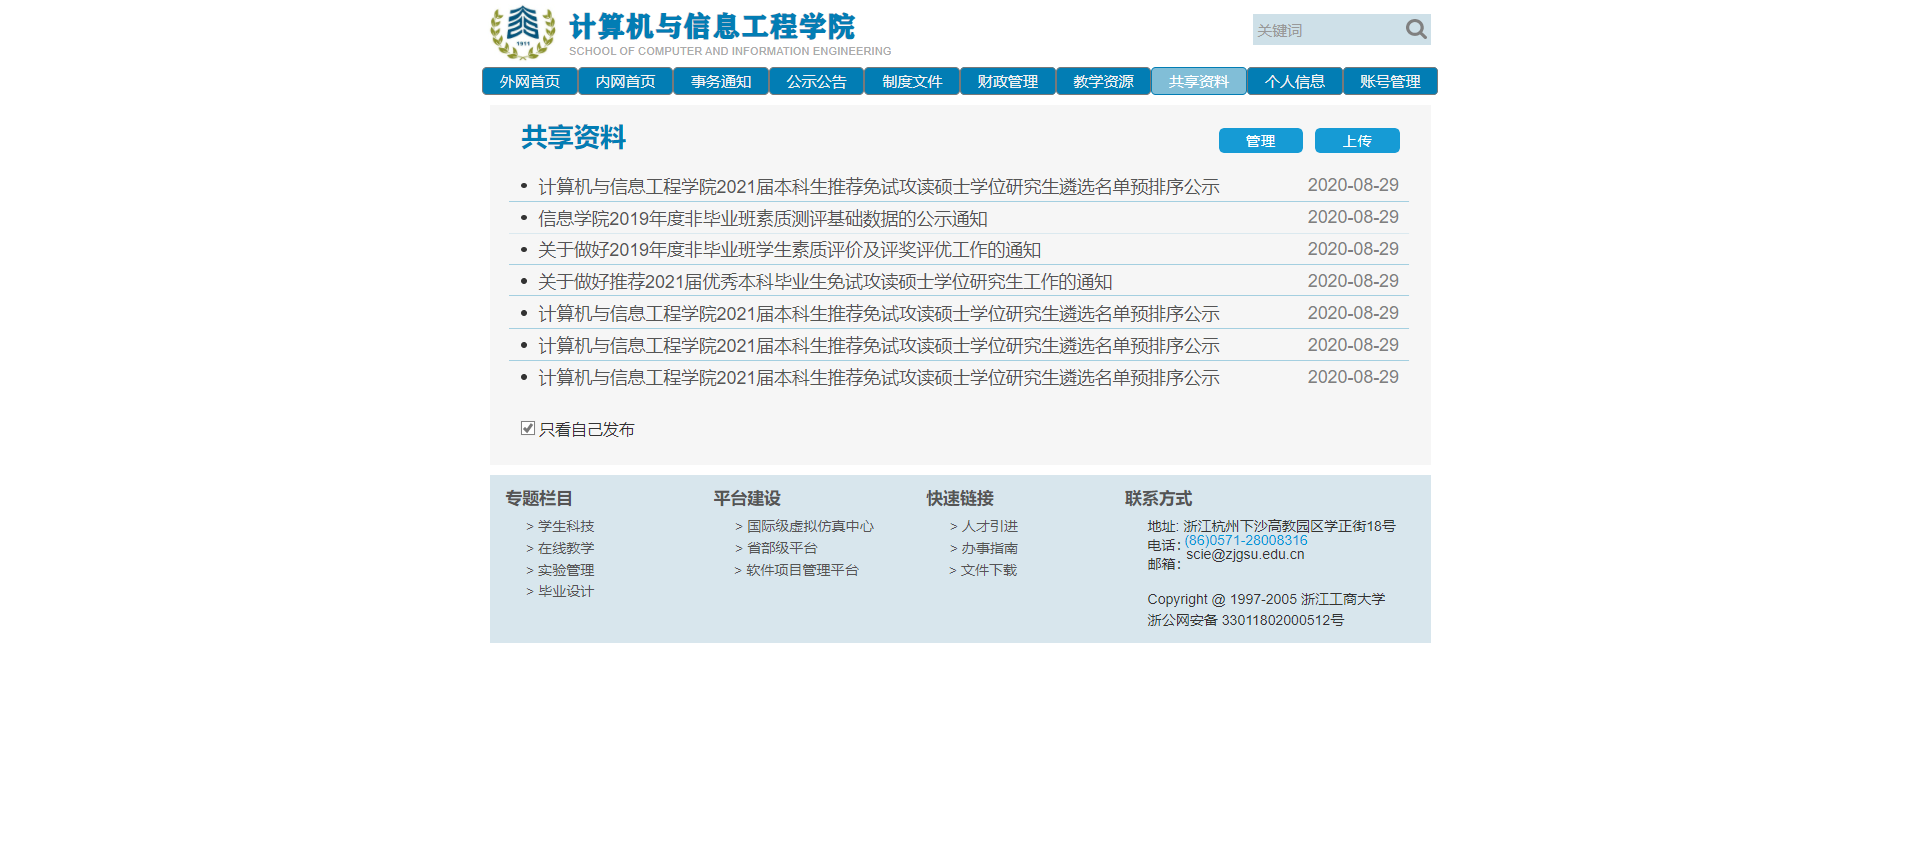 计算机与信息工程学院
SCHOOL OF COMPUTER AND INFORMATION ENGINEERING
1911
关键词
外网首页 内网首页 事务通知 公示公告 制度文件 财政管理 教学资源 共享资料 个人信息 账号管理
共享资料
管理 上传
• 计算机与信息工程学院2021届本科生推荐免试攻读硕士学位研究生遴选名单预排序公示 2020-08-29
• 信息学院2019年度非毕业班素质测评基础数据的公示通知 2020-08-29
• 关于做好2019年度非毕业班学生素质评价及评奖评优工作的通知 2020-08-29
• 关于做好推荐2021届优秀本科毕业生免试攻读硕士学位研究生工作的通知 2020-08-29
• 计算机与信息工程学院2021届本科生推荐免试攻读硕士学位研究生遴选名单预排序公示 2020-08-29
• 计算机与信息工程学院2021届本科生推荐免试攻读硕士学位研究生遴选名单预排序公示 2020-08-29
• 计算机与信息工程学院2021届本科生推荐免试攻读硕士学位研究生遴选名单预排序公示 2020-08-29
只看自己发布
专题栏目
> 学生科技
> 在线教学
> 实验管理
> 毕业设计
平台建设
> 国际级虚拟仿真中心
> 省部级平台
> 软件项目管理平台
快速链接
> 人才引进
> 办事指南
> 文件下载
联系方式
地址: 浙江杭州下沙高教园区学正街18号
电话: (86)0571-28008316
邮箱: scie@zjgsu.edu.cn
Copyright @ 1997-2005 浙江工商大学
浙公网安备 33011802000512号